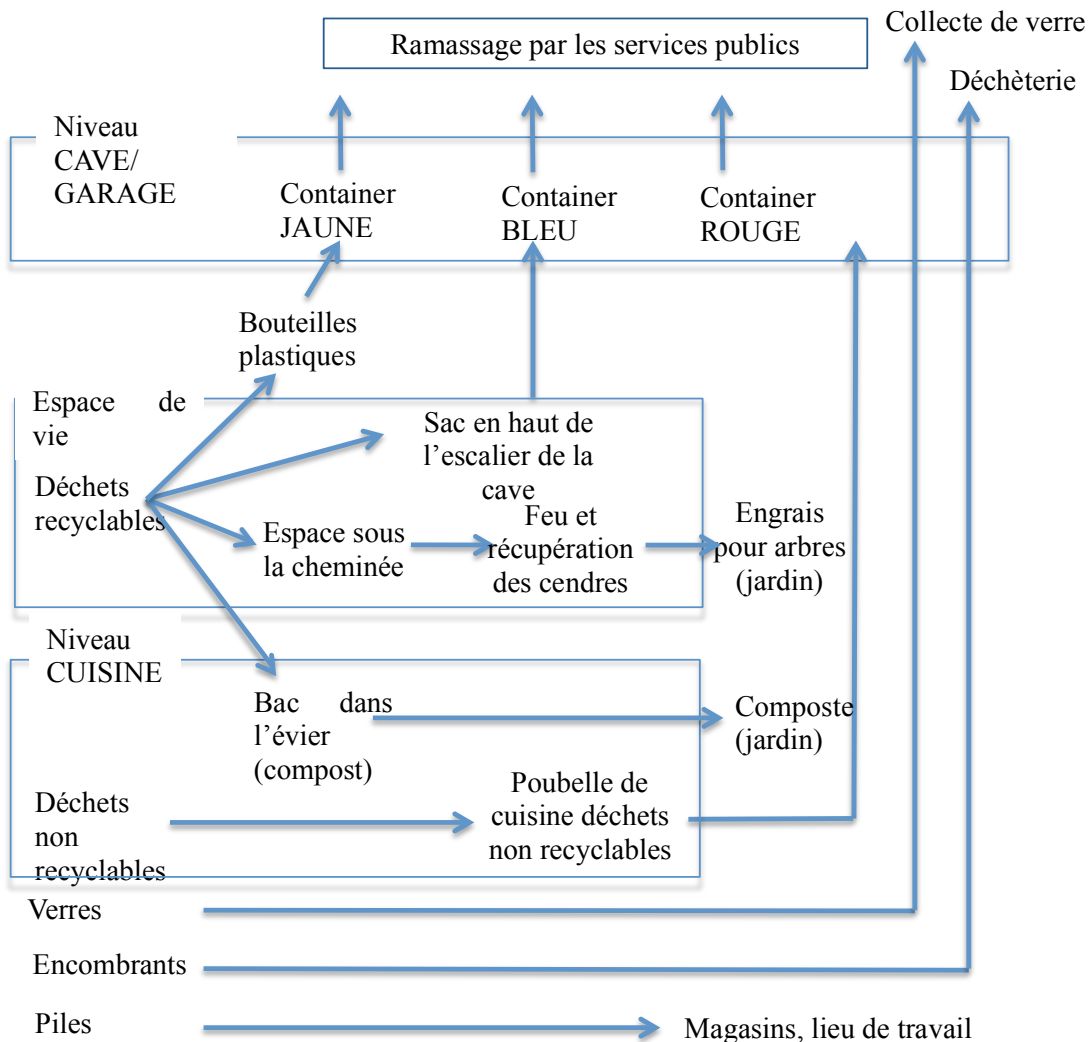 Collecte de verre
Ramassage par les services publics
Déchèterie
Niveau
CAVE/
GARAGE
Container
JAUNE
Container
BLEU
Container
ROUGE
Bouteilles
plastiques
Espace de
vie
Sac en haut de
l’escalier de la
cave
Déchets
recyclables
Espace sous
la cheminée
Feu et
récupération
des cendres
Engrais
pour arbres
(jardin)
Niveau
CUISINE
Bac dans
l’évier
(compost)
Composte
(jardin)
Déchets
non
recyclables
Poubelle de
cuisine déchets
non recyclables
Verres
Encombrants
Piles
Magasins, lieu de travail